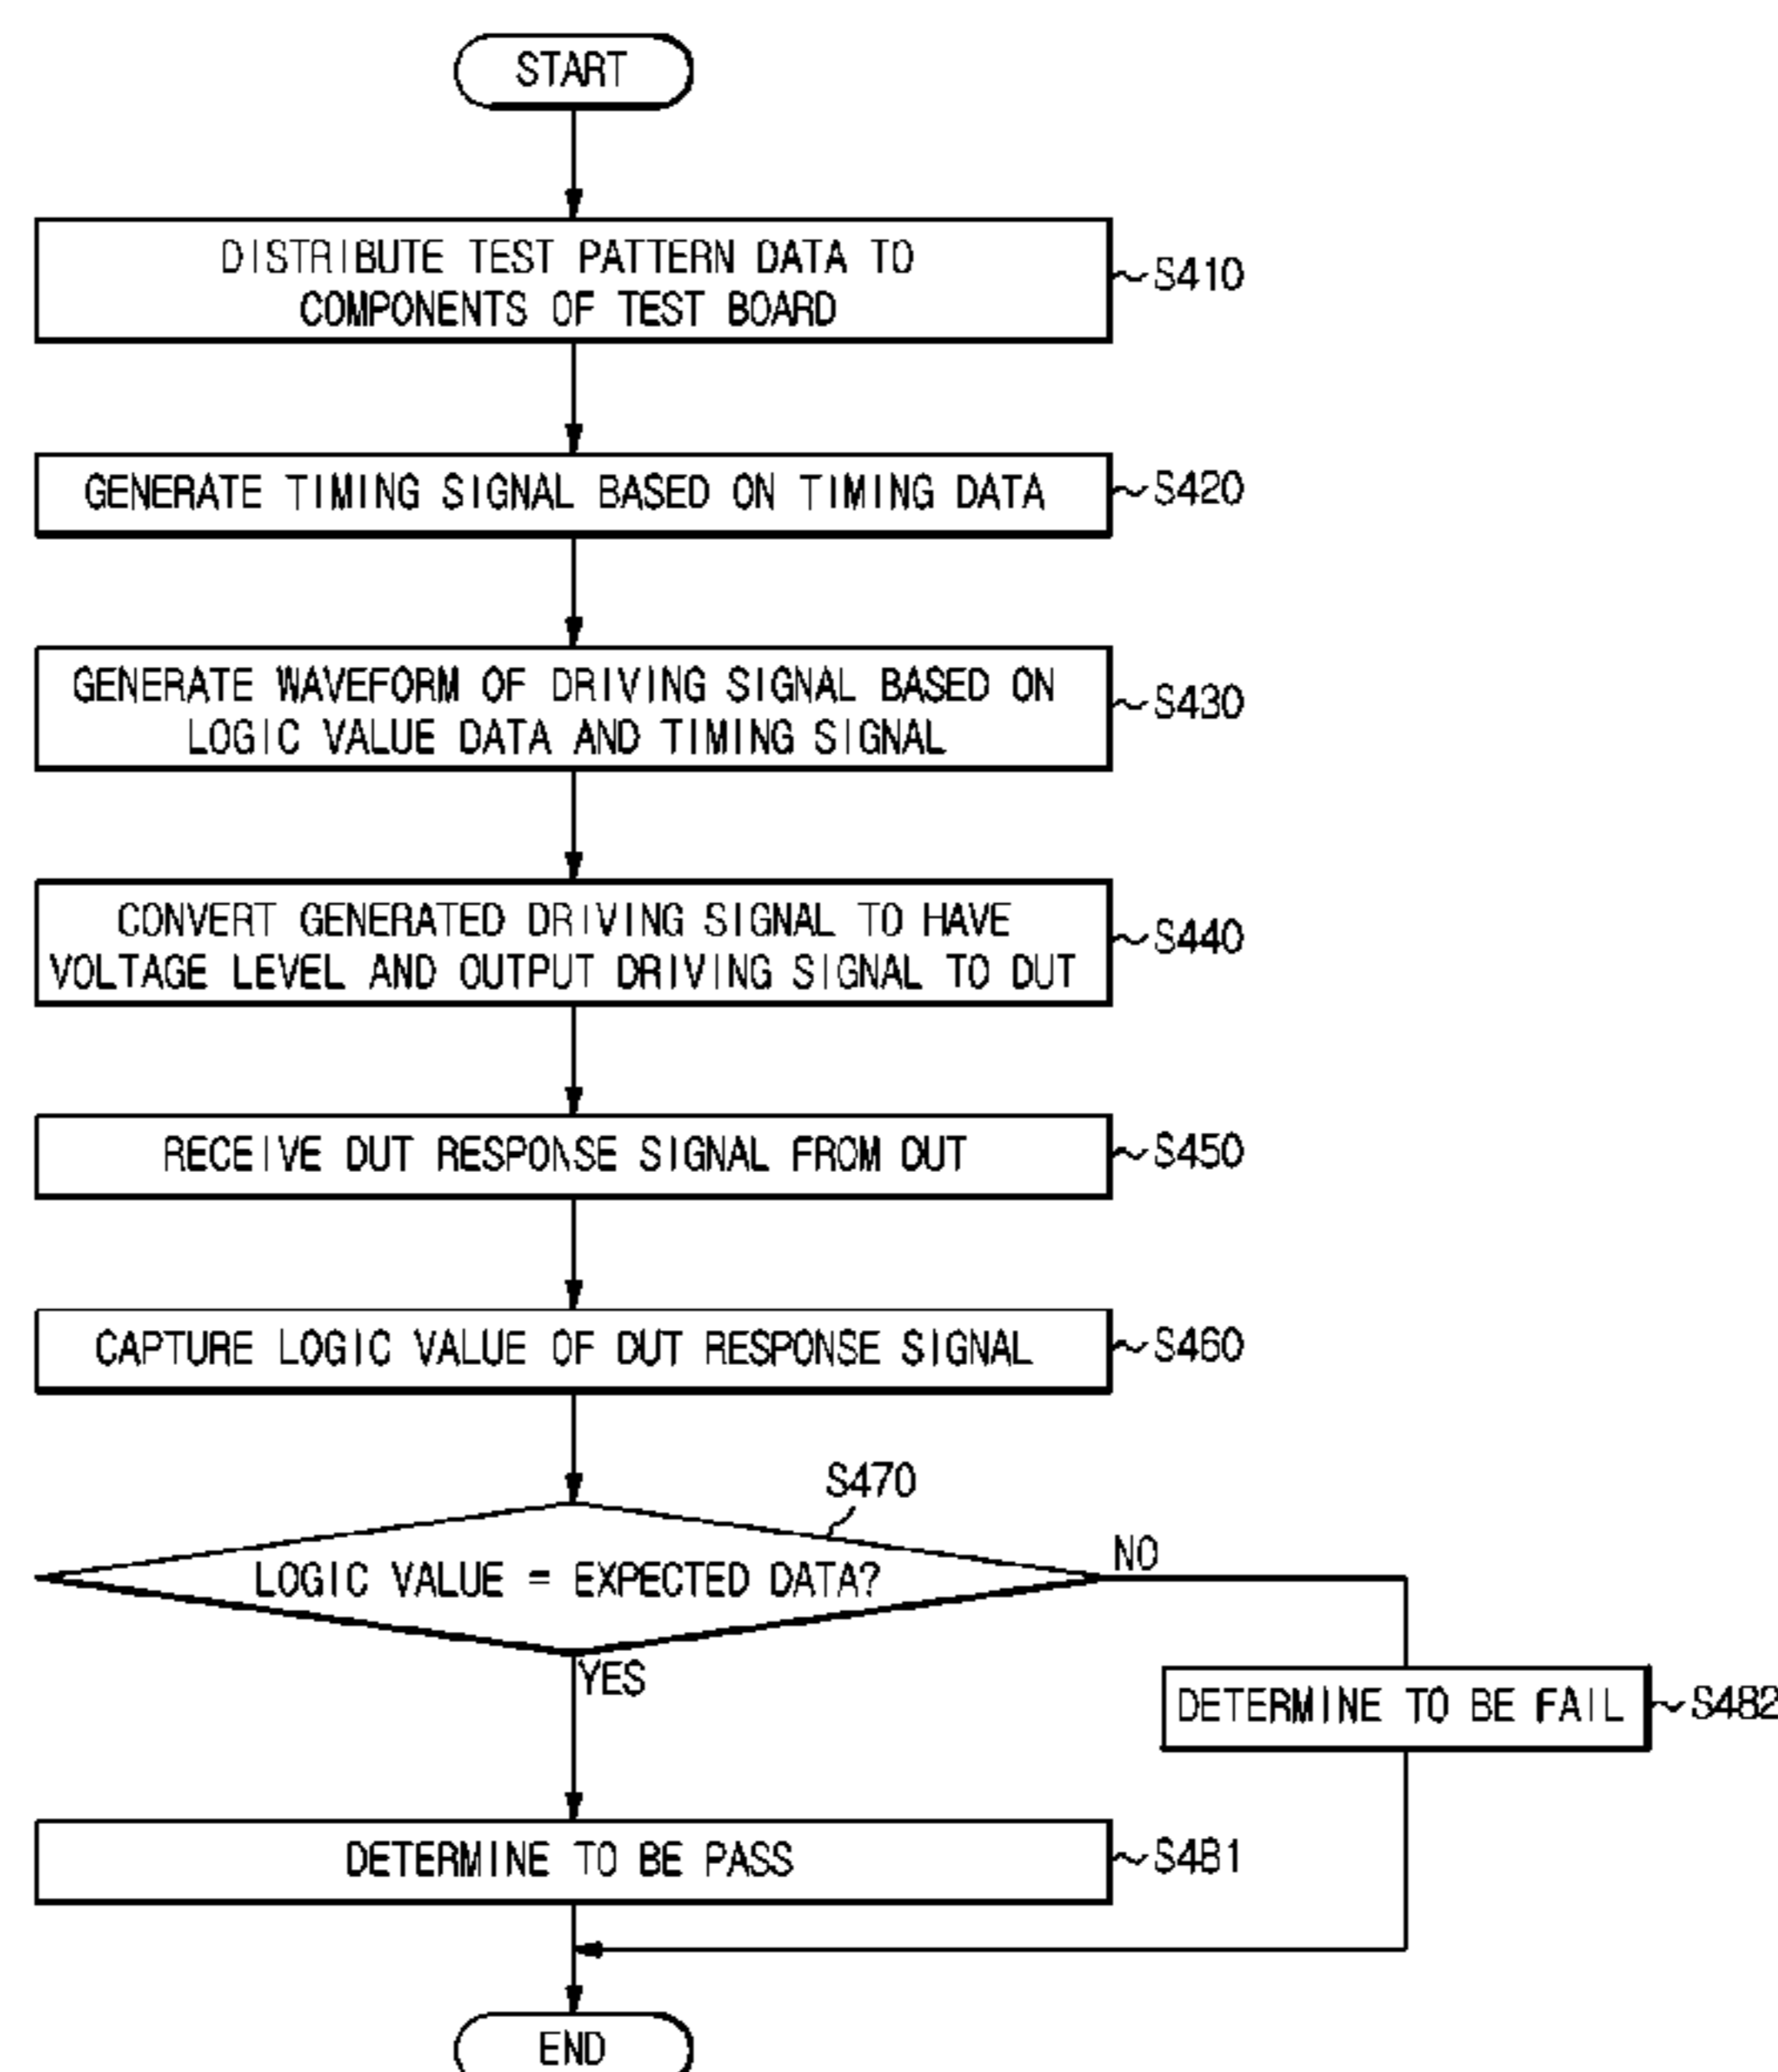 START
DISTRIBUTE TEST PATTERN DATA TO
COMPONENTS OF TEST BOARD
S410
GENERATE TIMING SIGNAL BASED ON TIMING DATA
S420
GENERATE WAVEFORM OF DRIVING SIGNAL BASED ON
LOGIC VALUE DATA AND TIMING SIGNAL
S430
CONVERT GENERATED DRIVING SIGNAL TO HAVE
VOLTAGE LEVEL AND OUTPUT DRIVING SIGNAL TO DUT
S440
RECEIVE DUT RESPONSE SIGNAL FROM DUT
S450
CAPTURE LOGIC VALUE OF DUT RESPONSE SIGNAL
S460
S470
LOGIC VALUE = EXPECTED DATA?
NO
YES
DETERMINE TO BE FAIL
S482
DETERMINE TO BE PASS
S481
END